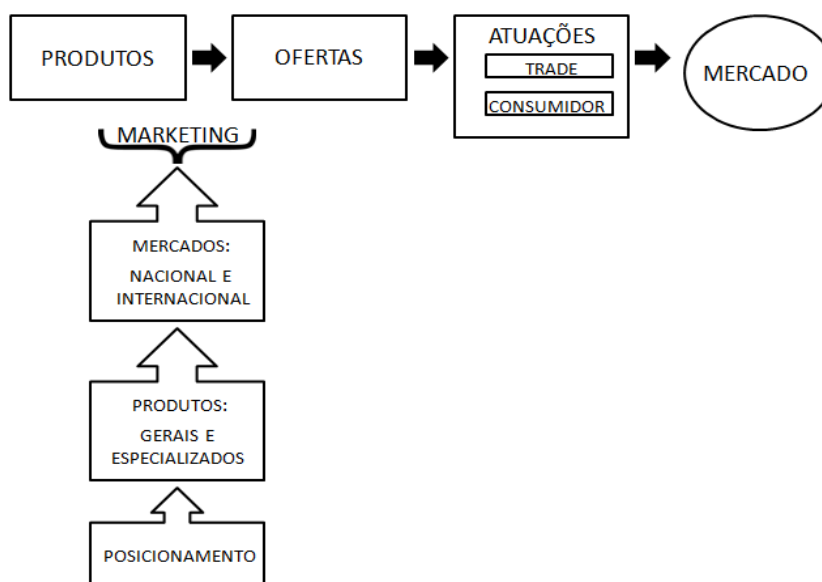 PRODUTOS
OFERTAS
ATUAÇÕES
TRADE
CONSUMIDOR
MERCADO
MARKETING
MERCADOS:
NACIONAL E
INTERNACIONAL
PRODUTOS:
GERAIS E
ESPECIALIZADOS
POSICIONAMENTO